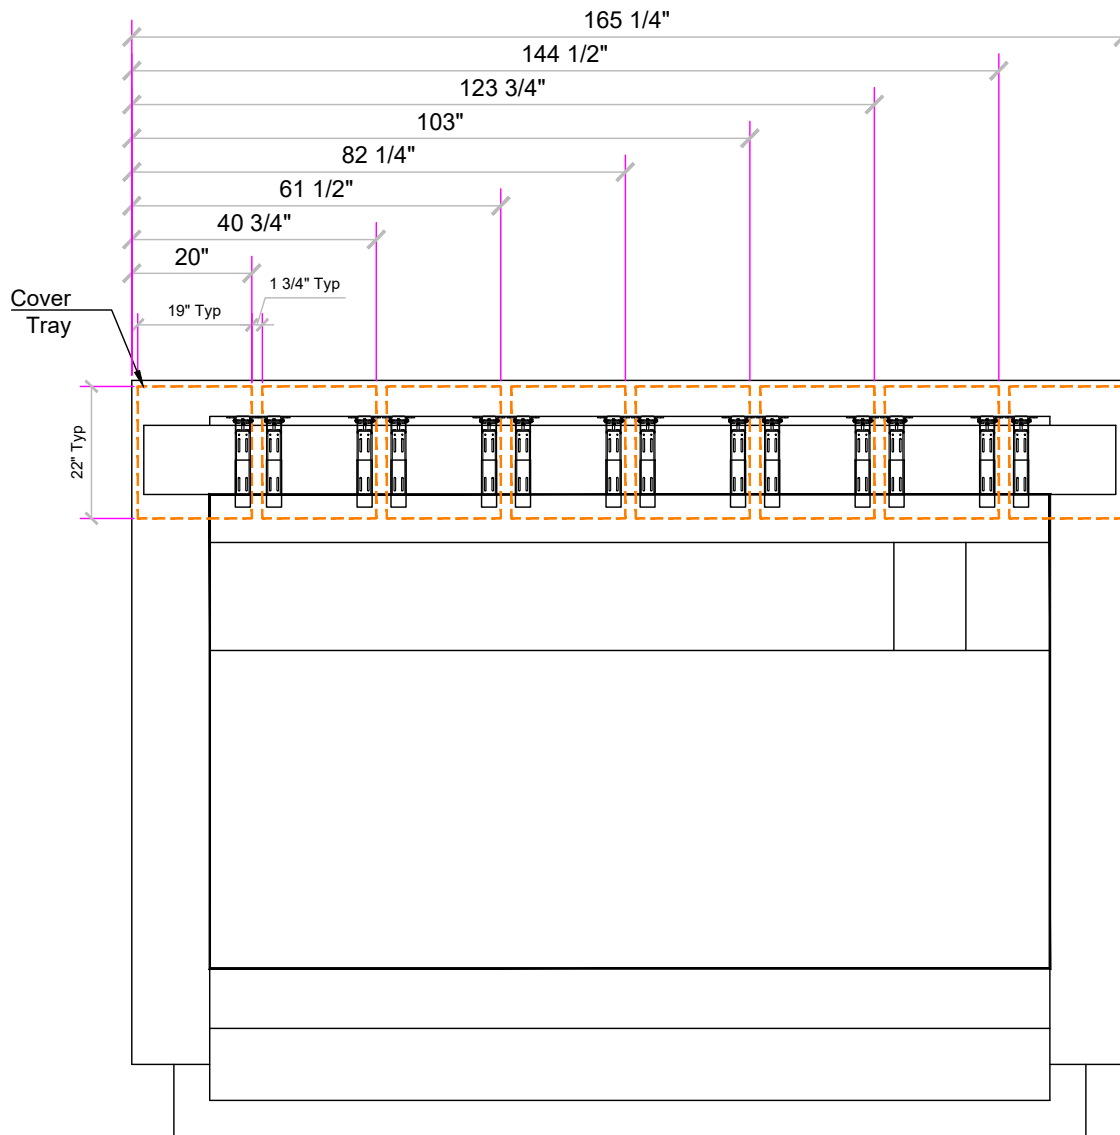 165 1/4"
144 1/2"
123 3/4"
103"
82 1/4"
61 1/2"
40 3/4"
20"
1 3/4" Typ
19" Typ
Cover
Tray
22" Typ